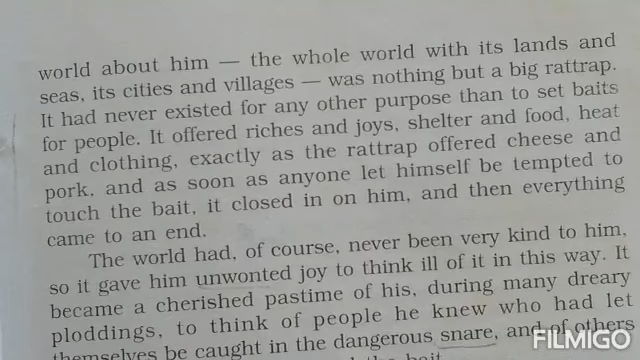 world about him — the whole world with its lands and
seas, its cities and villages — was nothing but a big rattrap.
It had never existed for any other purpose than to set baits
for people. It offered riches and joys, shelter and food, heat
and clothing, exactly as the rattrap offered cheese and
pork, and as soon as anyone let himself be tempted to
touch the bait, it closed in on him, and then everything
came to an end.
The world had, of course, never been very kind to him,
so it gave him unwonted joy to think ill of it in this way. It
became a cherished pastime of his, during many dreary
ploddings, to think of people he knew who had let
themselves be caught in the dangerous snare, and of others
the bait.
FILMIGO